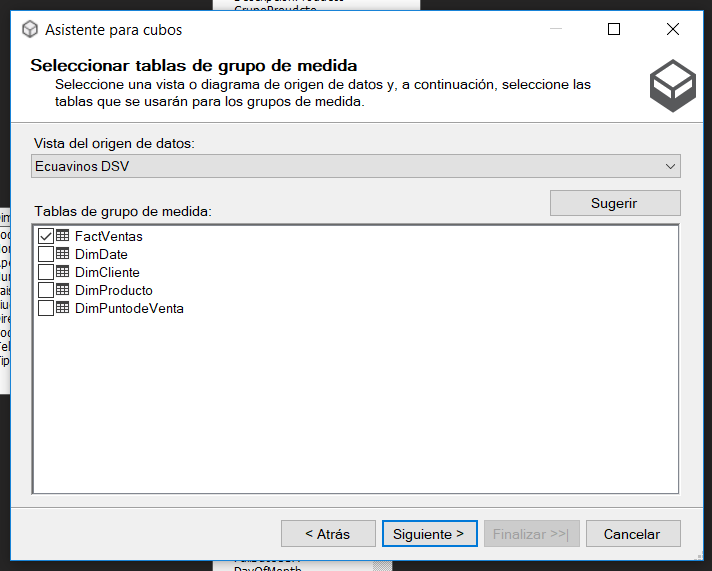 Asistente para cubos
Seleccionar tablas de grupo de medida
Seleccione una vista o diagrama de origen de datos y, a continuación, seleccione las
tablas que se usarán para los grupos de medida.
Vista del origen de datos:
Ecuavinos DSV
Sugerir
Tablas de grupo de medida:
FactVentas
DimDate
DimCliente
DimProducto
DimPuntodeVenta
< Atrás
Siguiente >
Finalizar >>|
Cancelar
DayOfMonth